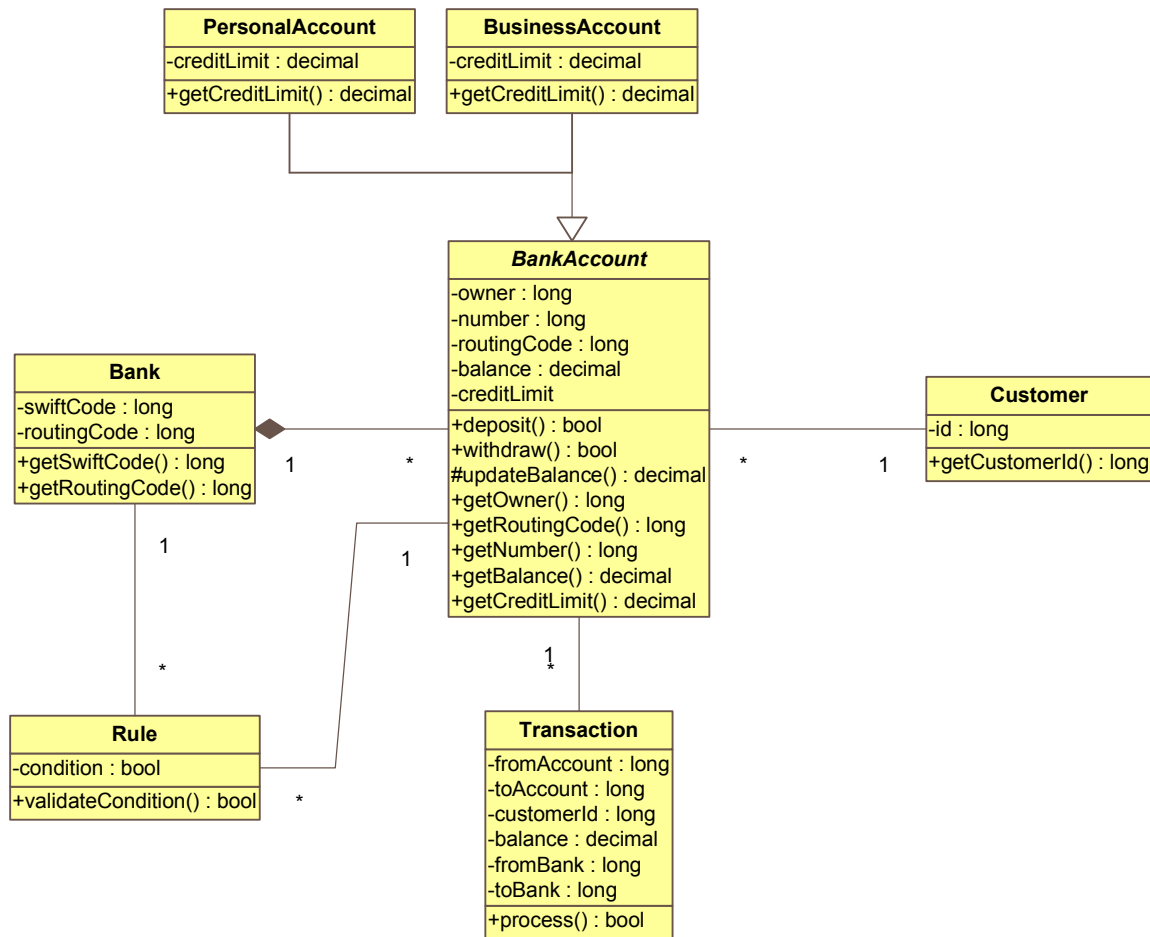 PersonalAccount
-creditLimit : decimal
+getCreditLimit() : decimal
BusinessAccount
-creditLimit : decimal
+getCreditLimit() : decimal
BankAccount
-owner : long
-number : long
-routingCode : long
-balance : decimal
-creditLimit
+deposit() : bool
+withdraw() : bool
#updateBalance() : decimal
+getOwner() : long
+getRoutingCode() : long
+getNumber() : long
+getBalance() : decimal
+getCreditLimit() : decimal
Bank
-swiftCode : long
-routingCode : long
+getSwiftCode() : long
+getRoutingCode() : long
1
*
Customer
-id : long
+getCustomerId() : long
*
1
1
*
1
*
Rule
-condition : bool
+validateCondition() : bool
1
*
Transaction
-fromAccount : long
-toAccount : long
-customerId : long
-balance : decimal
-fromBank : long
-toBank : long
+process() : bool